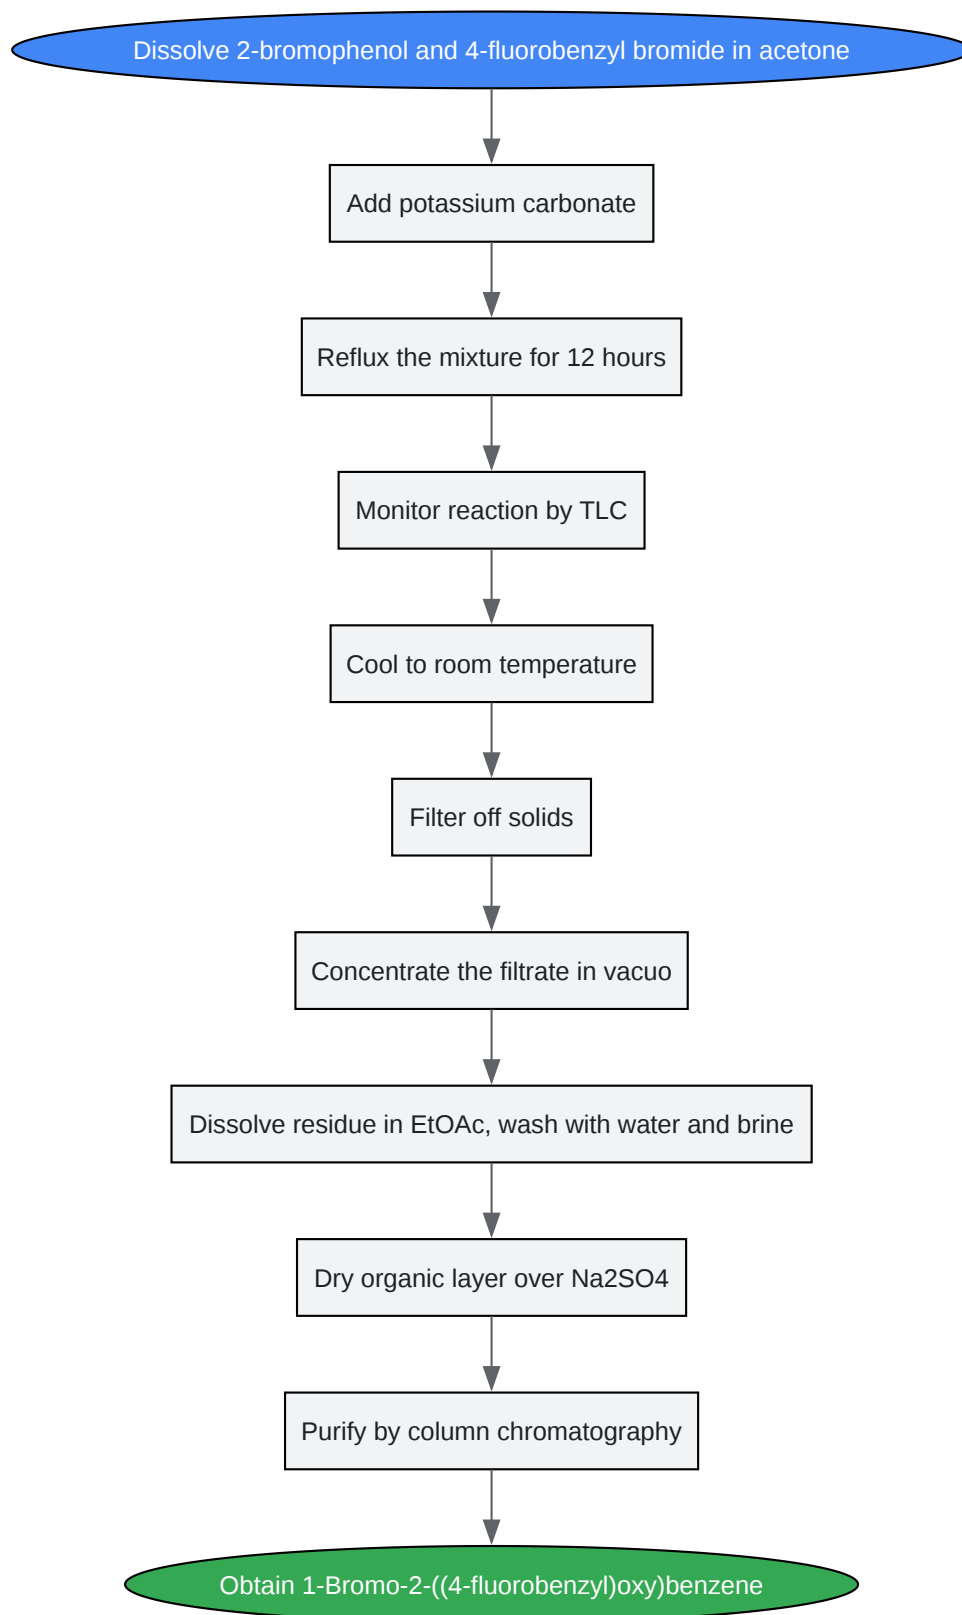 Dissolve 2-bromophenol and 4-fluorobenzyl bromide in acetone
Add potassium carbonate
Reflux the mixture for 12 hours
Monitor reaction by TLC
Cool to room temperature
Filter off solids
Concentrate the filtrate in vacuo
Dissolve residue in EtOAc, wash with water and brine
Dry organic layer over Na2SO4
Purify by column chromatography
Obtain 1-Bromo-2-((4-fluorobenzyl)oxy)benzene